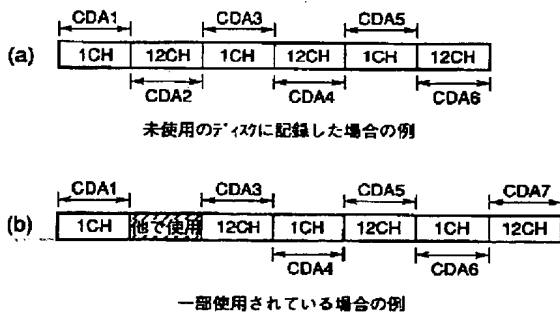 CDA1 CDA3 CDA5
(a) 1CH 12CH 1CH 12CH 1CH 12CH
CDA2 CDA4 CDA6
未使用のディスクに記録した場合の例
CDA1 CDA3 CDA5 CDA7
(b) 1CH 他で使用 12CH 1CH 12CH 1CH 12CH
CDA4 CDA6
一部使用されている場合の例